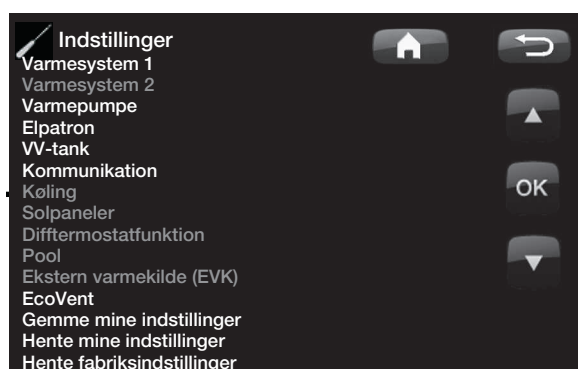 Indstillinger
Varmesystem 1
Varmesystem 2
Varmepumpe
Elpatron
VV-tank
Kommunikation
Køling
OK
Solpaneler
Difftermostatfunktion
Pool
Ekstern varmekilde (EVK)
EcoVent
Gemme mine indstillinger
Hente mine indstillinger
Hente fabriksindstillinger